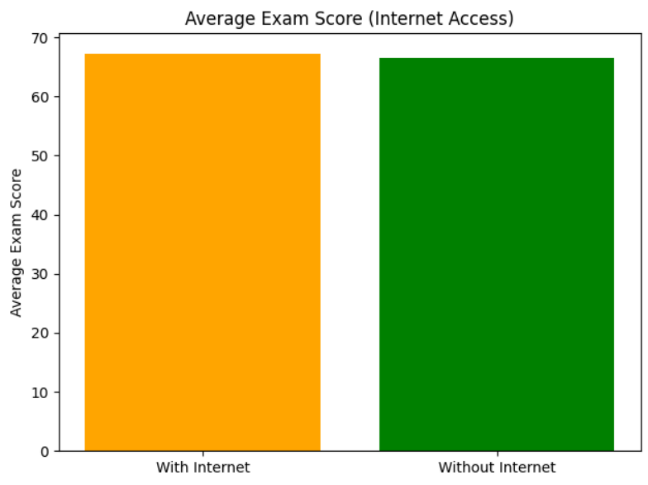 Average Exam Score (Internet Access)
Average Exam Score
70
60
50
40
30
20
10
0
With Internet
Without Internet